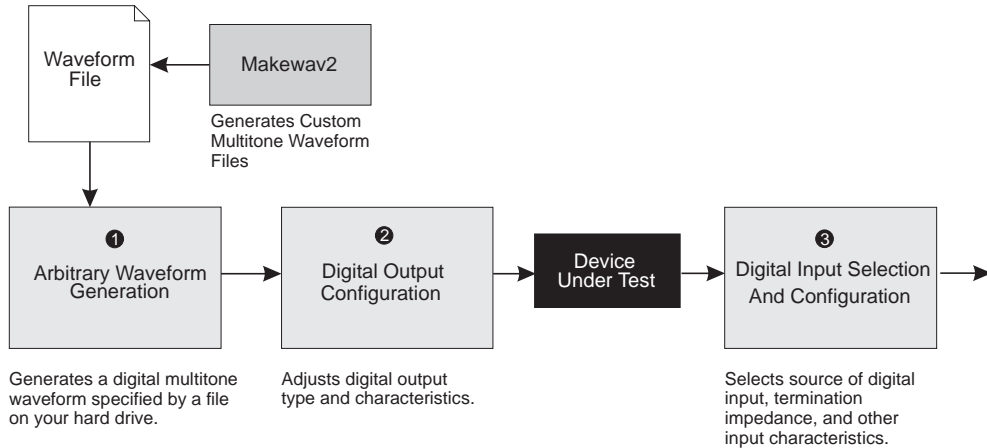 Waveform
File
Makewav2
Generates Custom
Multitone Waveform
Files
1
Arbitrary Waveform
Generation
Generates a digital multitone
waveform specified by a file
on your hard drive.
2
Digital Output
Configuration
Adjusts digital output
type and characteristics.
Device
Under Test
3
Digital Input Selection
And Configuration
Selects source of digital
input, termination
impedance, and other
input characteristics.